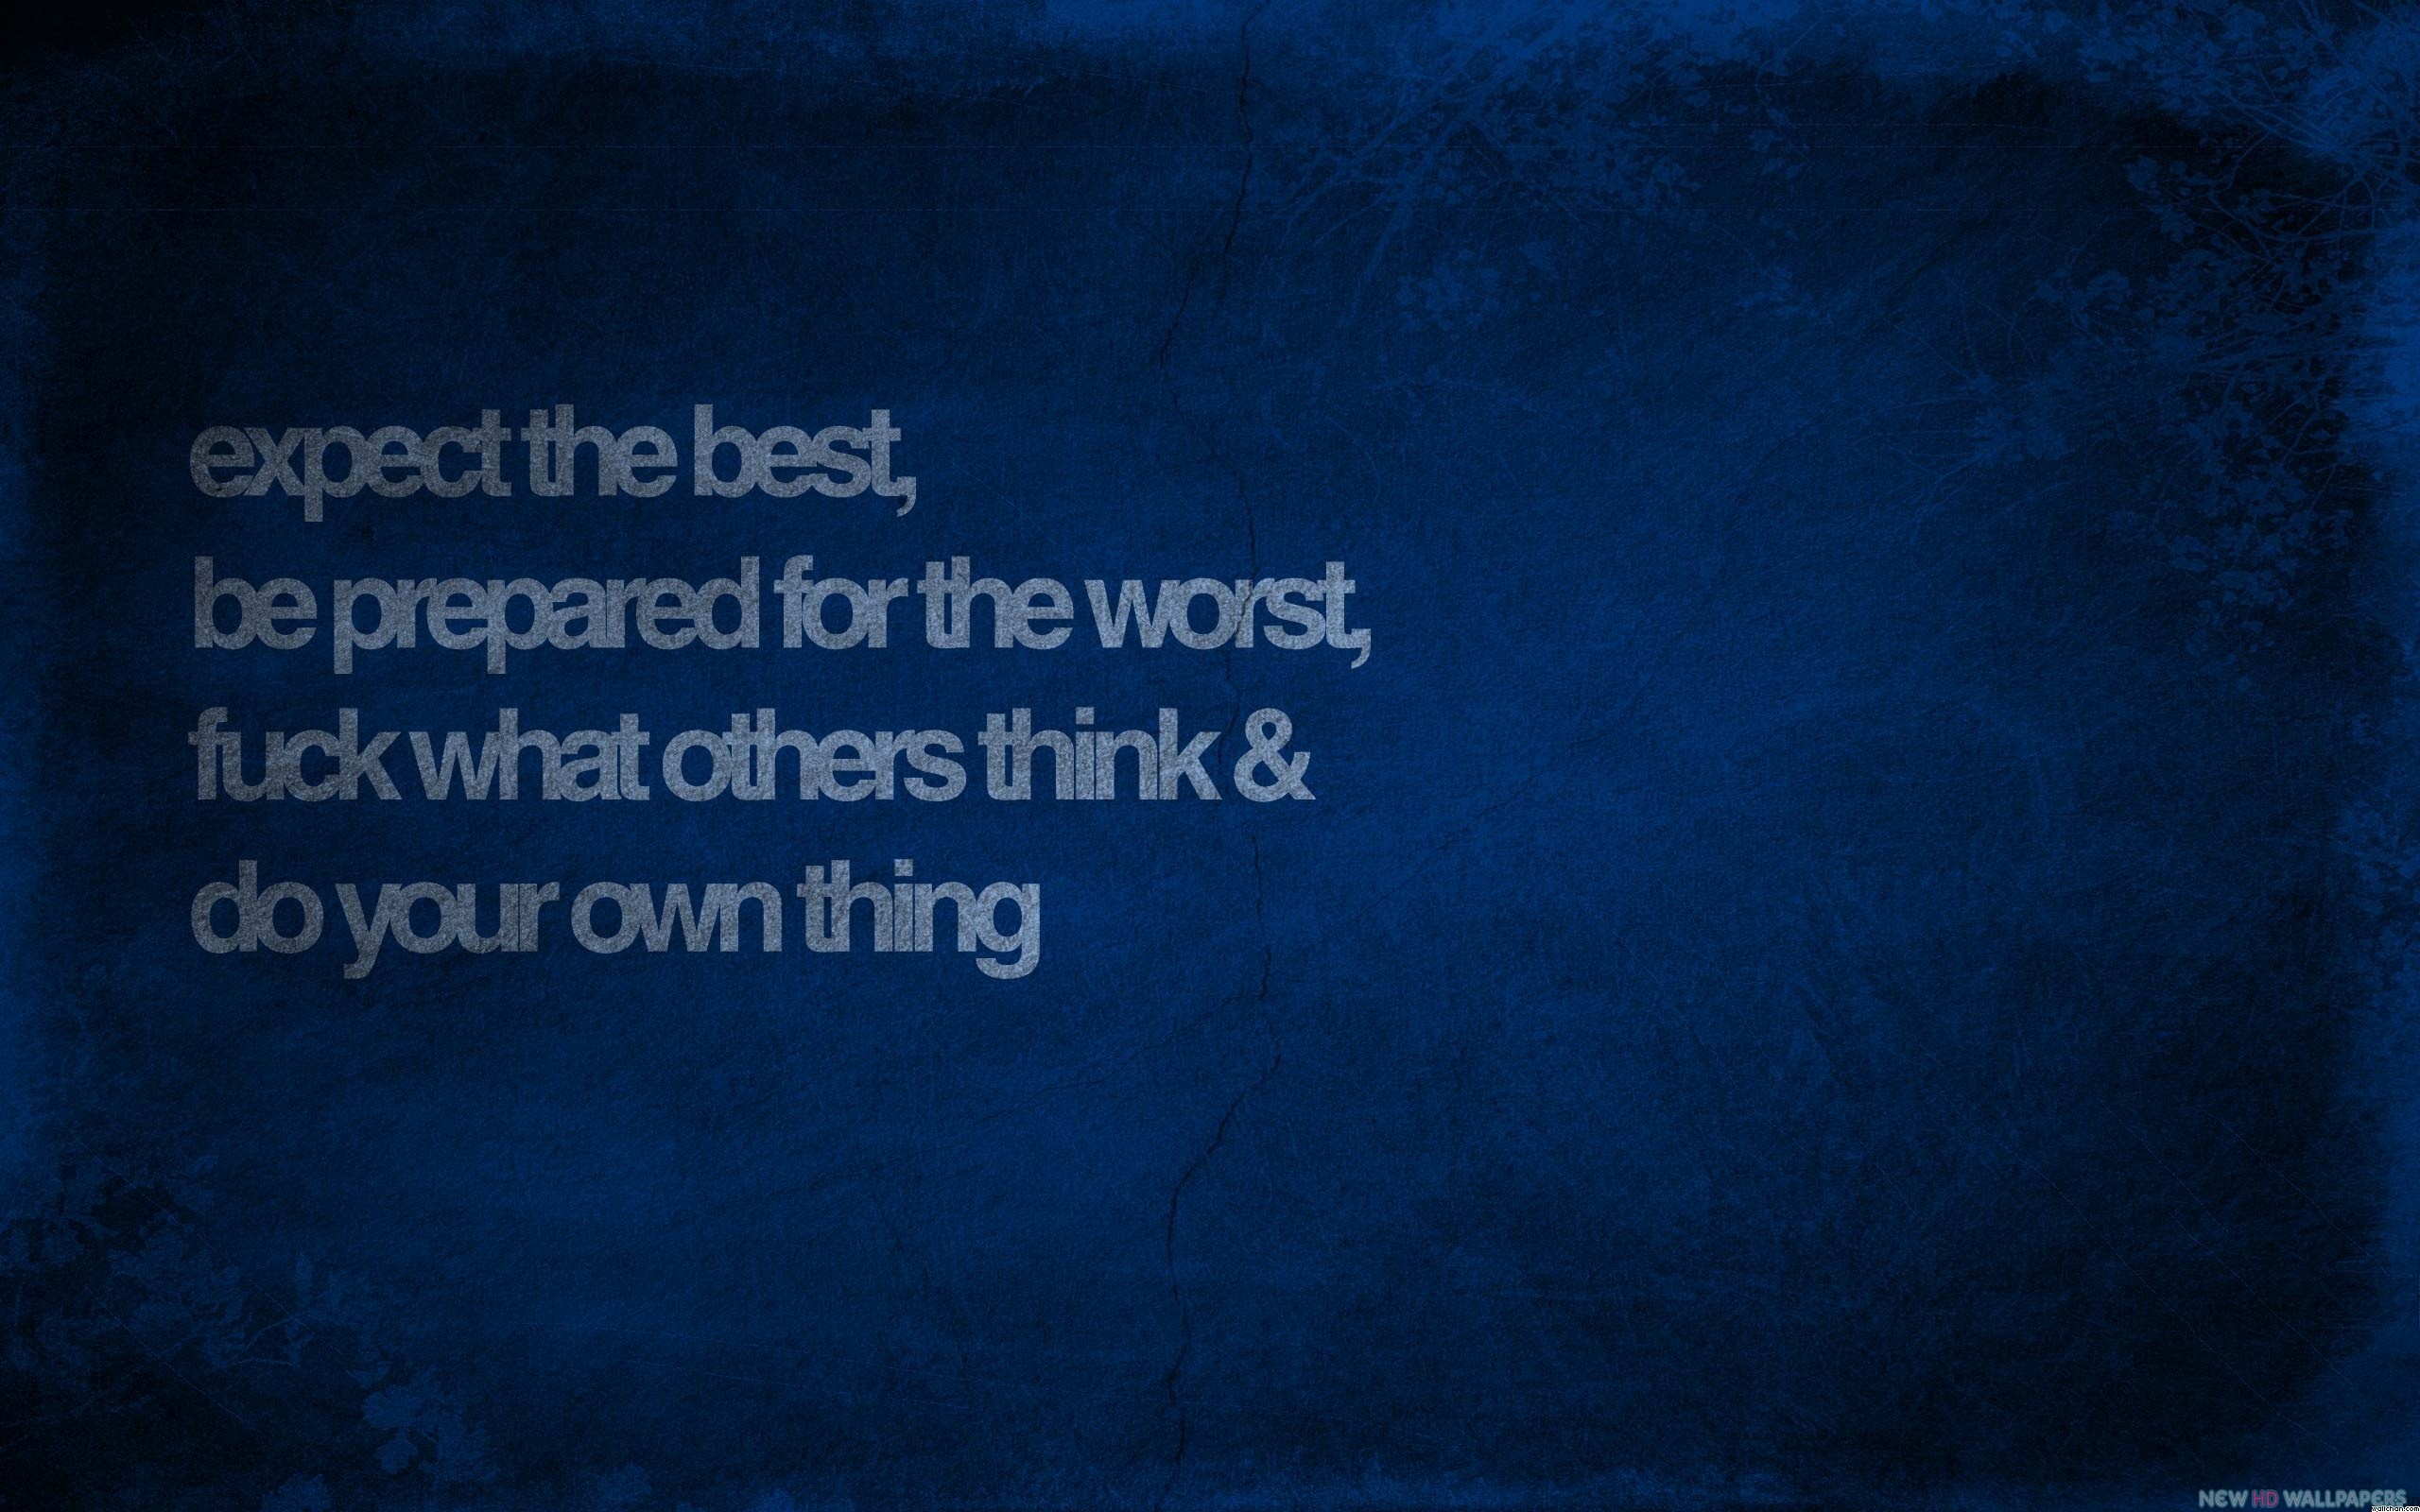 expect the best,
be prepared for the worst,
fuck what others think &
do your own thing
NEW HD WALLPAPERS
wallchan.com